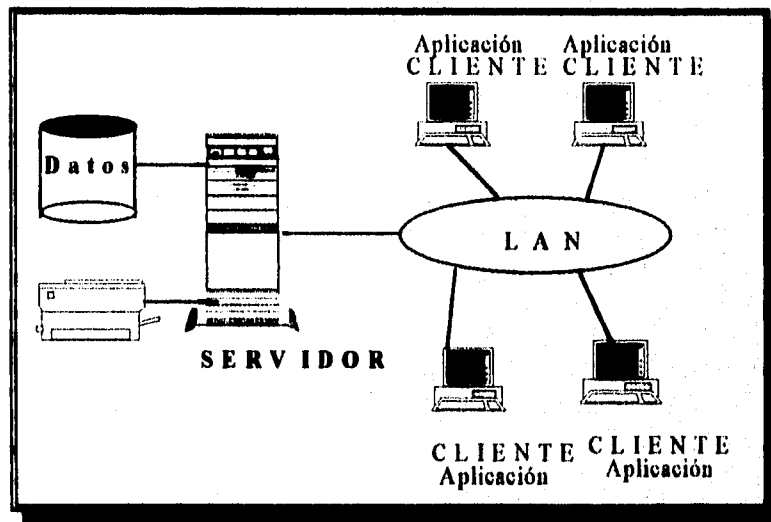 Aplicación
CLIENTE
Aplicación
CLIENTE
Datos
LAN
SERVIDOR
CLIENTE
Aplicación
CLIENTE
Aplicación